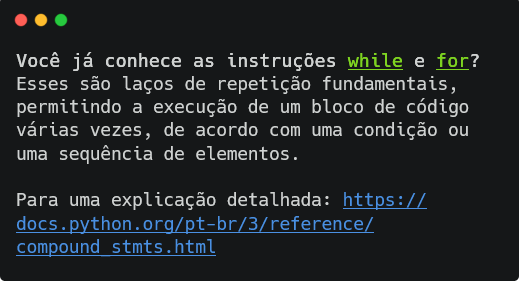 Você já conhece as instruções while e for?
Esses são laços de repetição fundamentais,
permitindo a execução de um bloco de código
várias vezes, de acordo com uma condição ou
uma sequência de elementos.
Para uma explicação detalhada: https://
docs.python.org/pt-br/3/reference/
compound_stmts.html